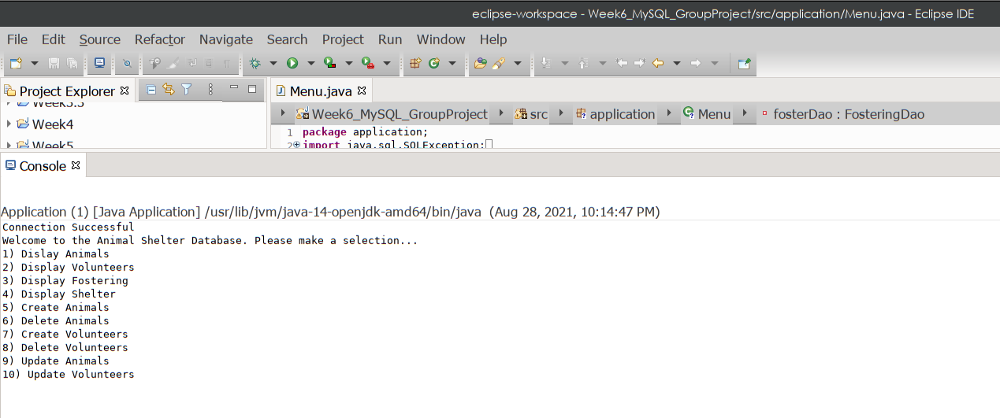 eclipse-workspace - Week6_MySQL_GroupProject/src/application/Menu.java - Eclipse IDE
File Edit Source Refactor Navigate Search Project Run Window Help
Project Explorer
Menu.java
Week5.5
Week6_MySQL_GroupProject src application Menu fosterDao : FosteringDao
Week4
1 package application;
Week5
2 import java.sql.SQLException;
Console
Application (1) [Java Application] /usr/lib/jvm/java-14-openjdk-amd64/bin/java (Aug 28, 2021, 10:14:47 PM)
Connection Successful
Welcome to the Animal Shelter Database. Please make a selection...
1) Dislay Animals
2) Display Volunteers
3) Display Fostering
4) Display Shelter
5) Create Animals
6) Delete Animals
7) Create Volunteers
8) Delete Volunteers
9) Update Animals
10) Update Volunteers